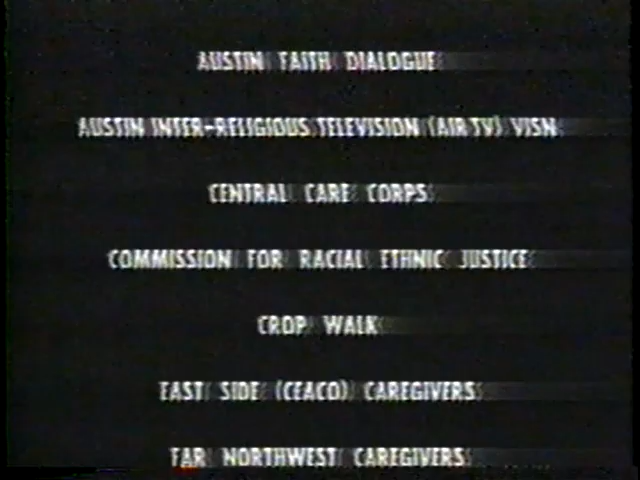 AUSTIN FAITH DIALOGUE
AUSTIN INTER-RELIGIOUS TELEVISION (AIR TV) VISN
CENTRAL CARE CORPS
COMMISSION FOR RACIAL ETHNIC JUSTICE
CROP WALK
EAST SIDE (CEACO) CAREGIVERS
FAR NORTHWEST CAREGIVERS